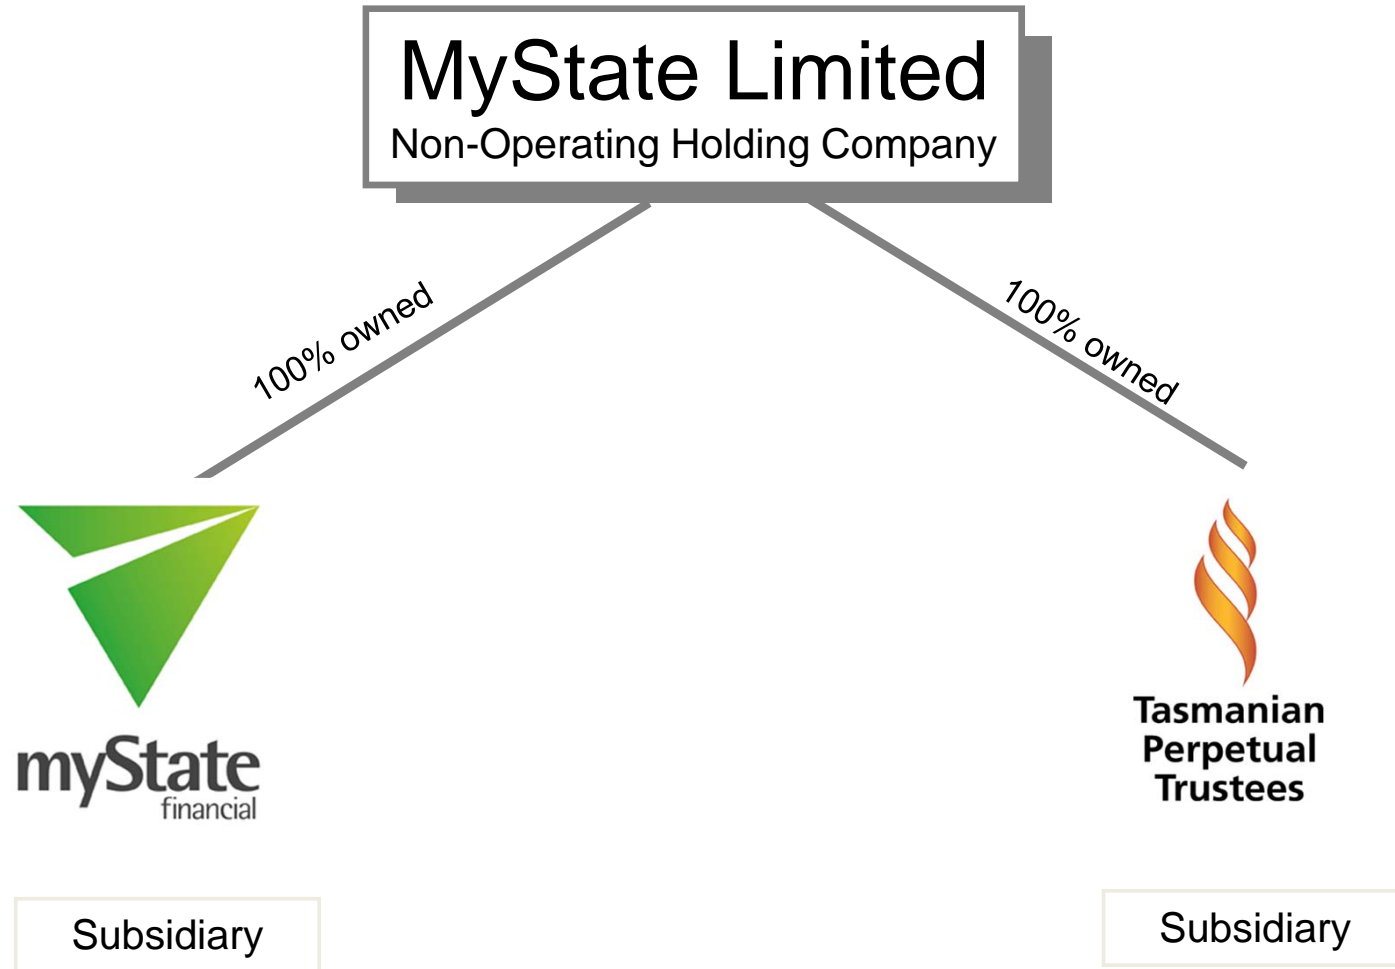 MyState Limited
Non-Operating Holding Company
100% owned
100% owned
myState
financial
Tasmanian
Perpetual
Trustees
Subsidiary
Subsidiary